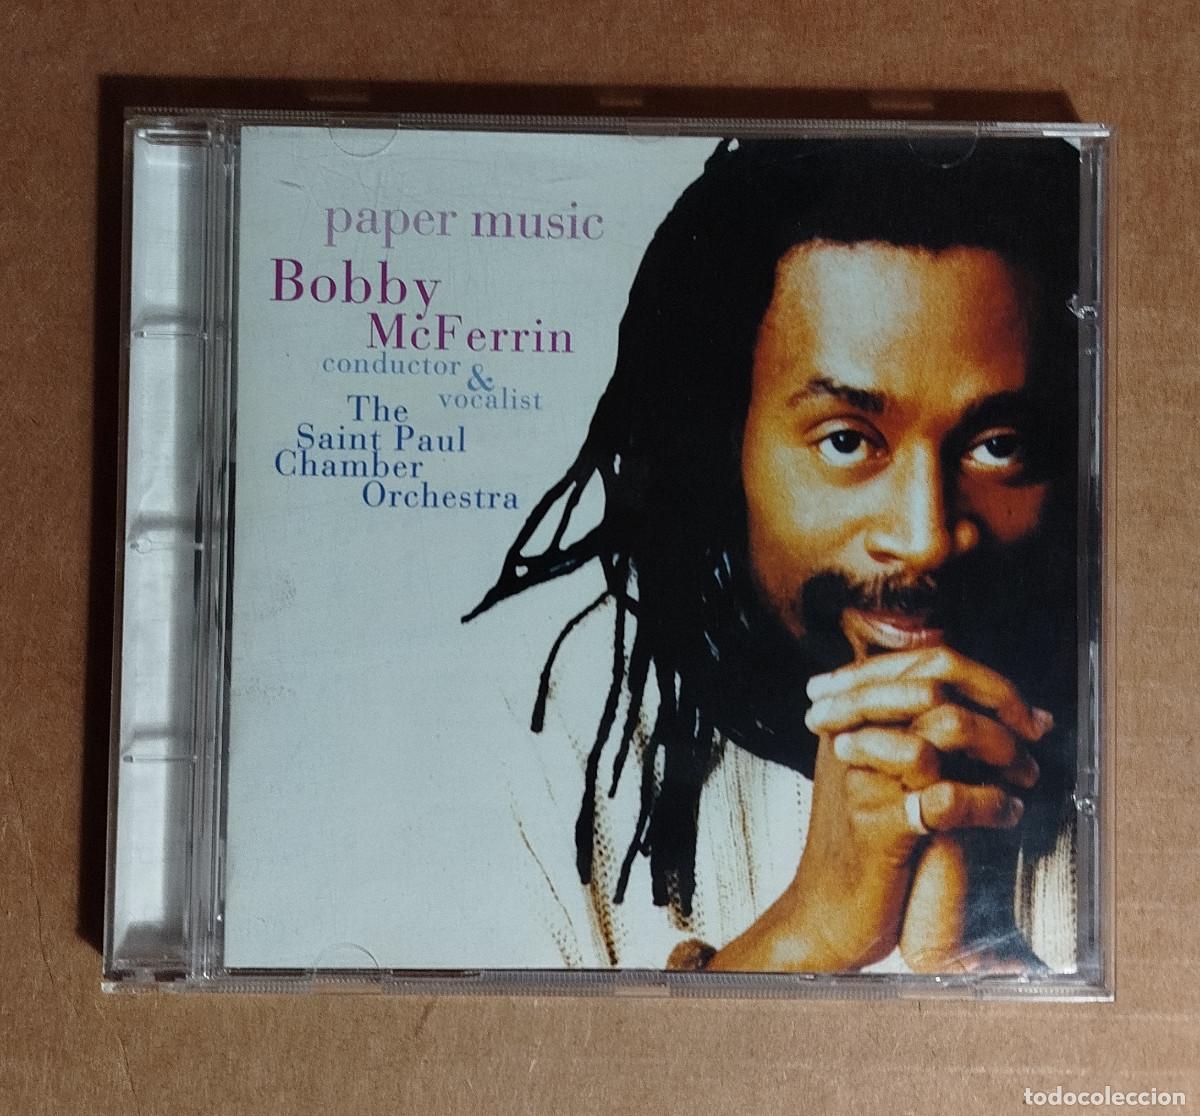 paper music
Bobby
McFerrin
conductor
&
vocalist
The
Saint Paul
Chamber
Orchestra
todocoleccion